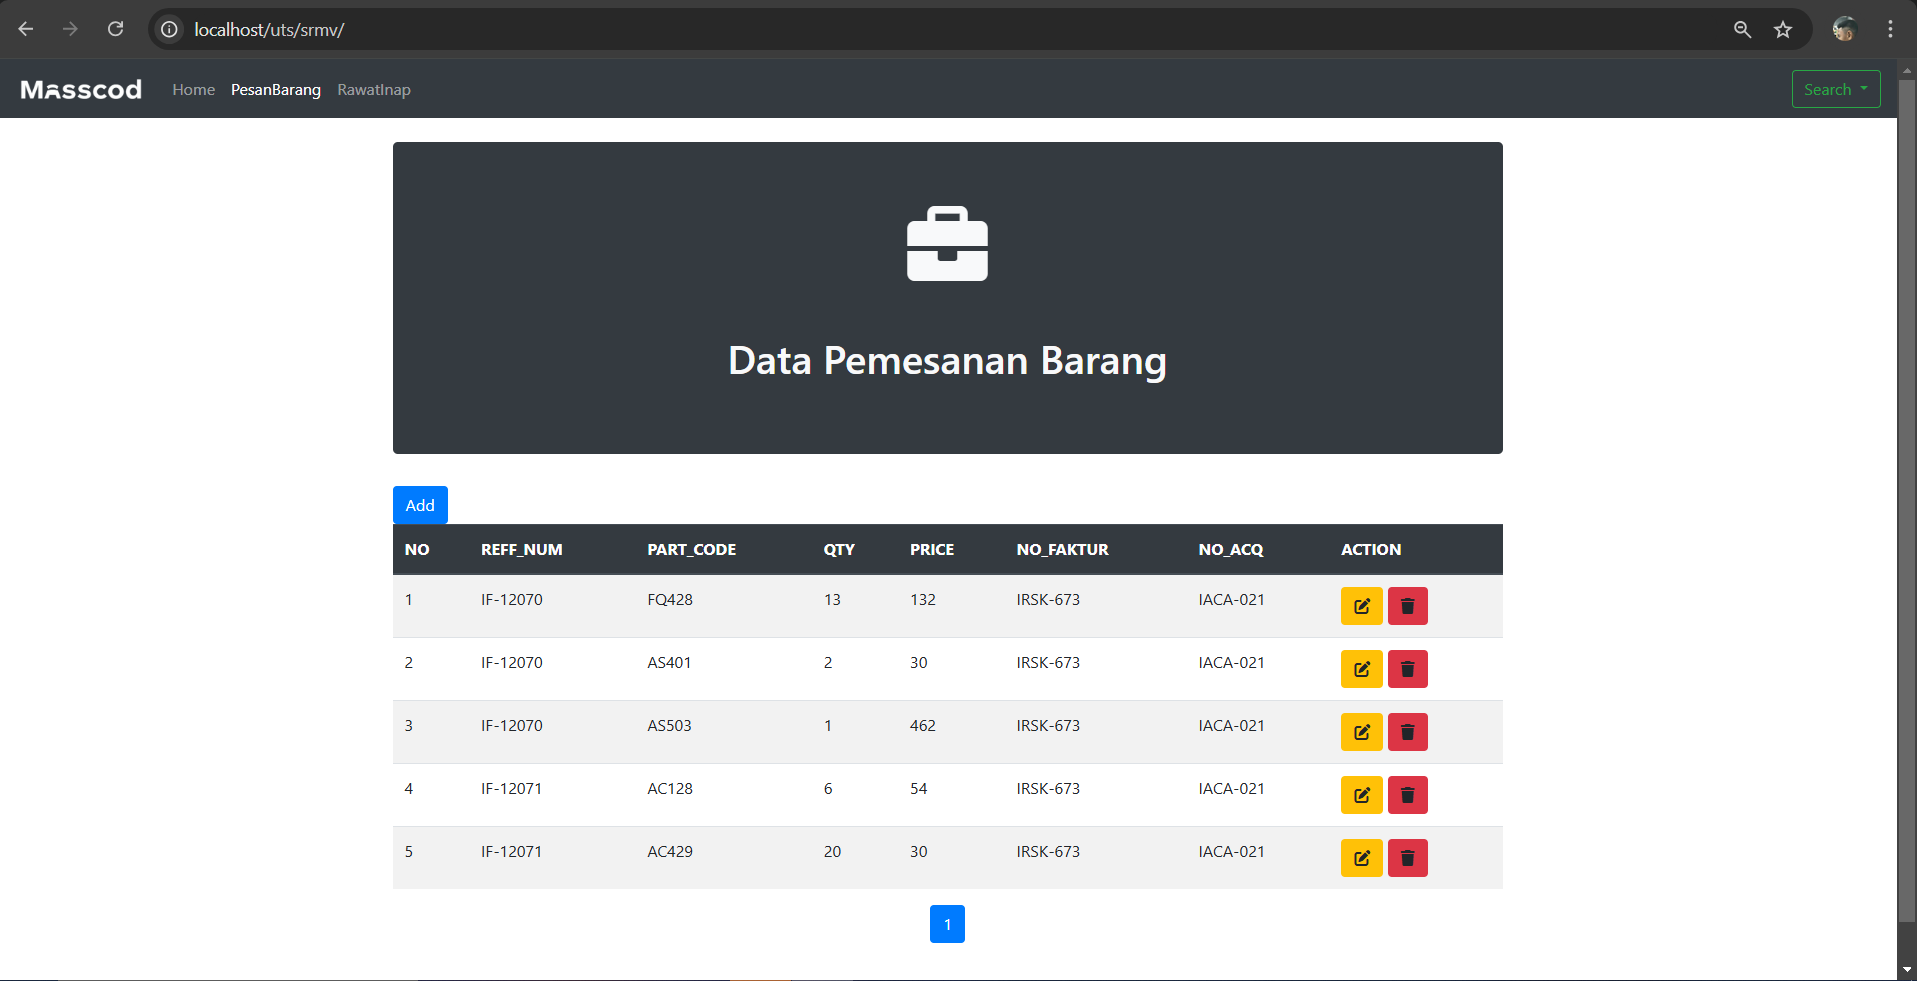 localhost/uts/srmv/
Masscod Home PesanBarang RawatInap Search
Data Pemesanan Barang
Add
NO REFF_NUM PART_CODE QTY PRICE NO_FAKTUR NO_ACQ ACTION
1 IF-12070 FQ428 13 132 IRSK-673 IACA-021
2 IF-12070 AS401 2 30 IRSK-673 IACA-021
3 IF-12070 AS503 1 462 IRSK-673 IACA-021
4 IF-12071 AC128 6 54 IRSK-673 IACA-021
5 IF-12071 AC429 20 30 IRSK-673 IACA-021
1